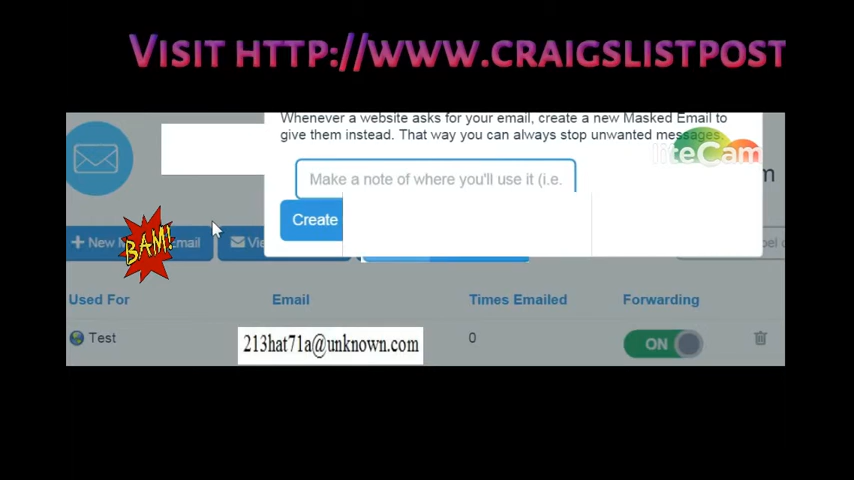 VISIT HTTP://WWW.CRAIGSLISTPOST
Whenever a website asks for your email, create a new Masked Email to
give them instead. That way you can always stop unwanted messages.
liteCam
Make a note of where you'll use it (i.e.
m
Create
+ New Email
BAM!
Used For
Email
Times Emailed
Forwarding
Test
213hat71a@unknown.com
0
ON